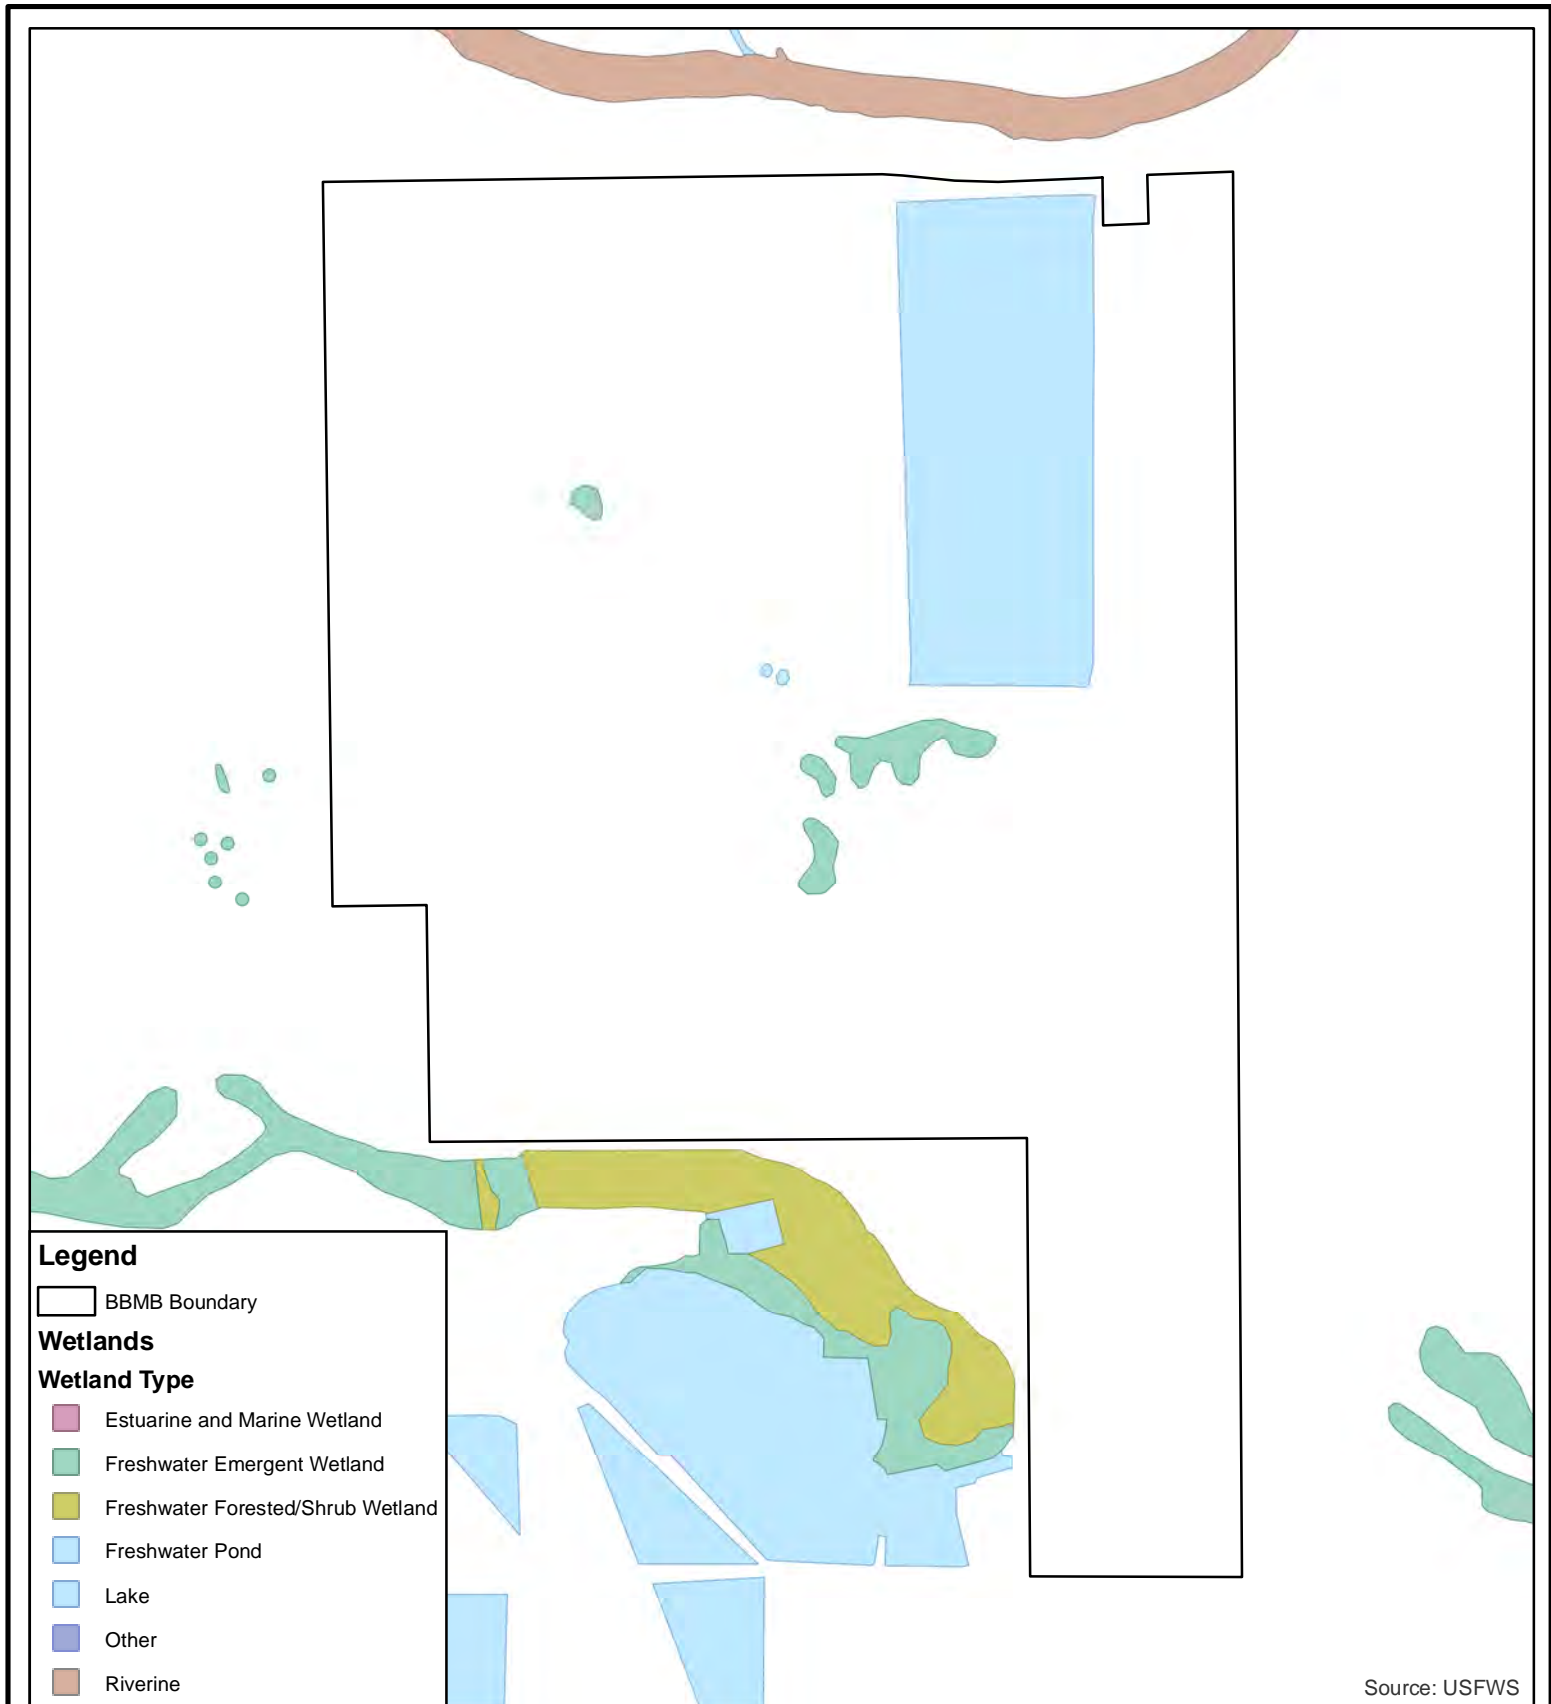 Legend
BBMB Boundary
Wetlands
Wetland Type
Estuarine and Marine Wetland
Freshwater Emergent Wetland
Freshwater Forested/Shrub Wetland
Freshwater Pond
Lake
Other
Riverine
Source: USFWS